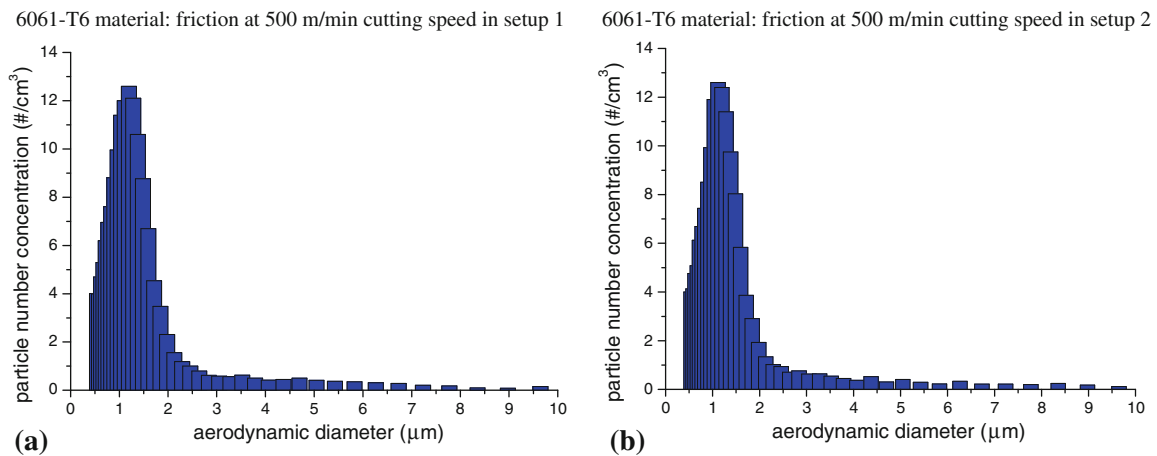 6061-T6 material: friction at 500 m/min cutting speed in setup 1
14
12
10
8
6
4
2
0
particle number concentration (#/cm³)
0 1 2 3 4 5 6 7 8 9 10
aerodynamic diameter (μm)
(a)
6061-T6 material: friction at 500 m/min cutting speed in setup 2
14
12
10
8
6
4
2
0
particle number concentration (#/cm³)
0 1 2 3 4 5 6 7 8 9 10
aerodynamic diameter (μm)
(b)